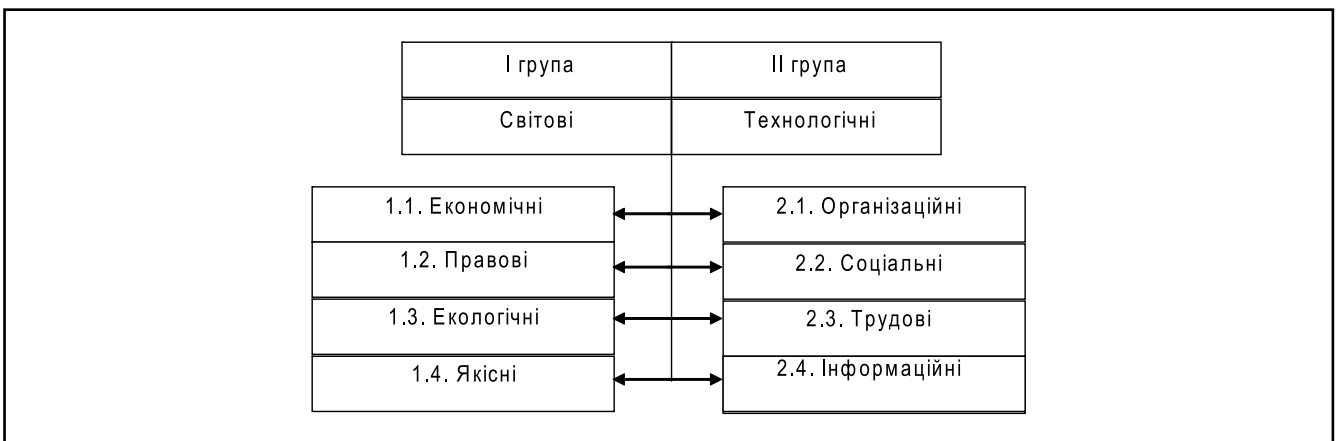 І група
ІІ група
Світові
Технологічні
1.1. Економічні
2.1. Організаційні
1.2. Правові
2.2. Соціальні
1.3. Екологічні
2.3. Трудові
1.4. Якісні
2.4. Інформаційні